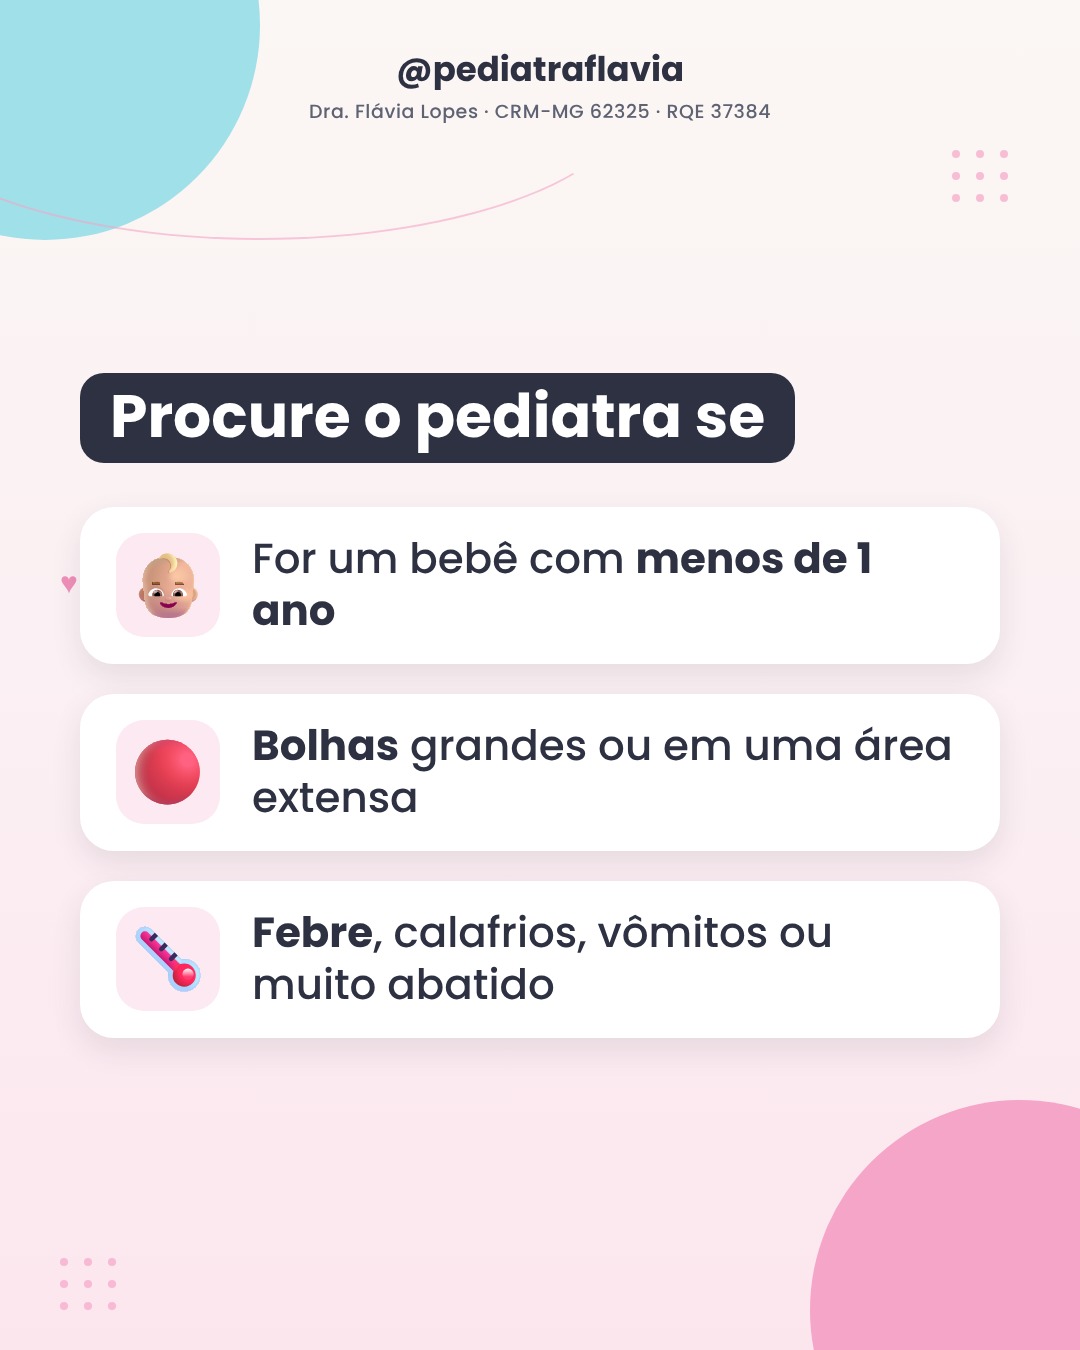 @pediatraflavia
Dra. Flávia Lopes · CRM-MG 62325 · RQE 37384
Procure o pediatra se
For um bebê com menos de 1
ano
Bolhas grandes ou em uma área
extensa
Febre, calafrios, vômitos ou
muito abatido